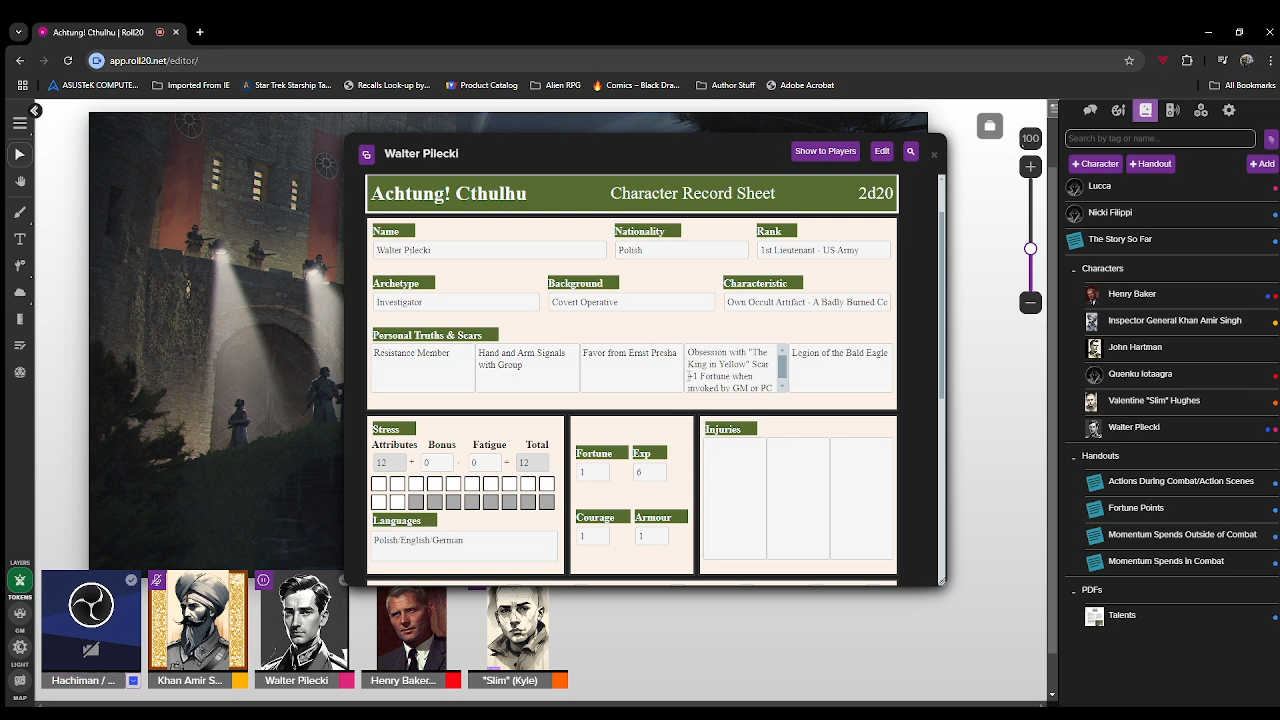 Achtung! Cthulhu | Roll20
app.roll20.net/editor/
ASUSTeK COMPUT...
Imported From IE
Star Trek Starship Ta...
Recalls Look-up by...
Product Catalog
Alien RPG
Comics – Black Dra...
Author Stuff
Adobe Acrobat
All Bookmarks
Walter Pilecki
Show to Players
Edit
Achtung! Cthulhu
Character Record Sheet
2d20
Name
Nationality
Rank
Walter Pilecki
Polish
1st Lieutenant - US Army
Archetype
Background
Characteristic
Investigator
Covert Operative
Own Occult Artifact - A Badly Burned Co
Personal Truths & Scars
Resistance Member
Hand and Arm Signals
with Group
Favor from Ernst Presha
Obsession with "The
King in Yellow" Scar
+1 Fortune when
invoked by GM or PC
Legion of the Bald Eagle
Stress
Attributes Bonus Fatigue Total
12 + 0 - 0 = 12
Languages
Polish/English/German
Fortune
Exp
1
6
Courage
Armour
1
1
Injuries
100
Search by tag or name...
+ Character
+ Handout
+ Add
Lucca
Nicki Filippi
The Story So Far
Characters
Henry Baker
Inspector General Khan Amir Singh
John Hartman
Quenku Iotaagra
Valentine "Slim" Hughes
Walter Pilecki
Handouts
Actions During Combat/Action Scenes
Fortune Points
Momentum Spends Outside of Combat
Momentum Spends in Combat
PDFs
Talents
LAYERS
TOKENS
GM
LIGHT
MAP
Hachiman / ...
Khan Amir S...
Walter Pilecki
Henry Baker...
"Slim" (Kyle)